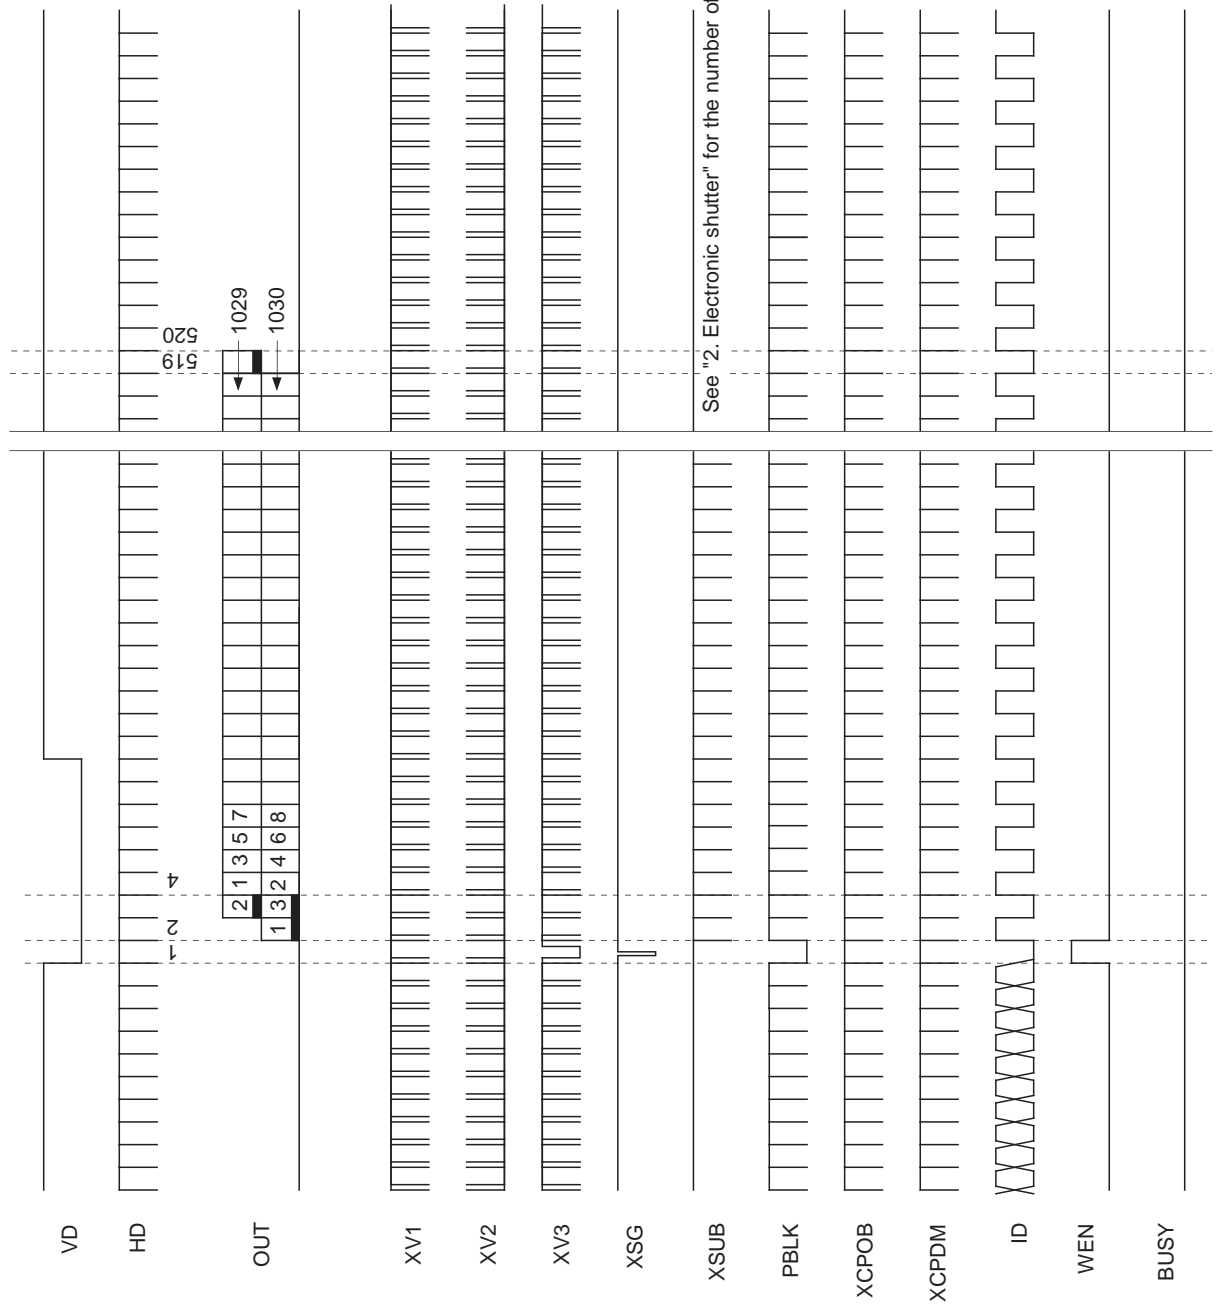 VD
HD
1
2
4
519
520
OUT
2 1 3 5 7
1 3 2 4 6 8
1029
1030
XV1
XV2
XV3
XSG
XSUB
See "2. Electronic shutter" for the number of
PBLK
XCPOB
XCPDM
ID
WEN
BUSY